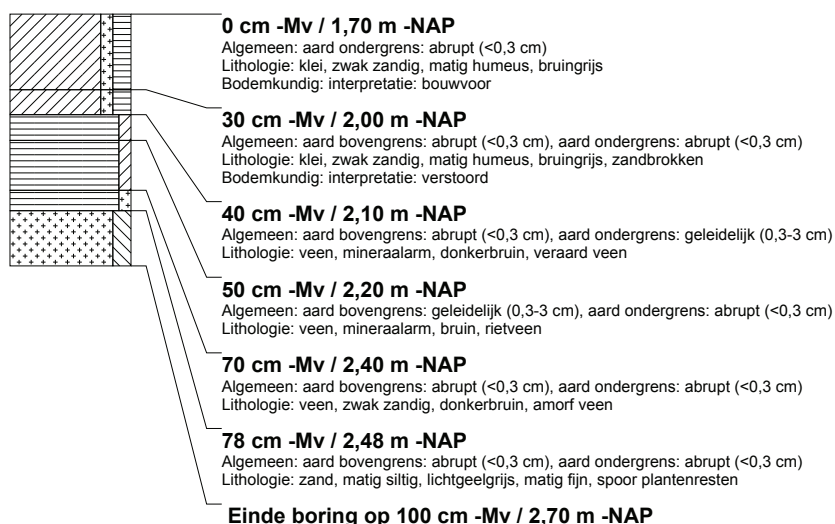 0 cm -Mv / 1,70 m -NAP
Algemeen: aard ondergrens: abrupt (<0,3 cm)
Lithologie: klei, zwak zandig, matig humeus, bruingrijs
Bodemkundig: interpretatie: bouwvoor
30 cm -Mv / 2,00 m -NAP
Algemeen: aard bovengrens: abrupt (<0,3 cm), aard ondergrens: abrupt (<0,3 cm)
Lithologie: klei, zwak zandig, matig humeus, bruingrijs, zandbrokken
Bodemkundig: interpretatie: verstoord
40 cm -Mv / 2,10 m -NAP
Algemeen: aard bovengrens: abrupt (<0,3 cm), aard ondergrens: geleidelijk (0,3-3 cm)
Lithologie: veen, mineraalarm, donkerbruin, veraard veen
50 cm -Mv / 2,20 m -NAP
Algemeen: aard bovengrens: geleidelijk (0,3-3 cm), aard ondergrens: abrupt (<0,3 cm)
Lithologie: veen, mineraalarm, bruin, rietveen
70 cm -Mv / 2,40 m -NAP
Algemeen: aard bovengrens: abrupt (<0,3 cm), aard ondergrens: abrupt (<0,3 cm)
Lithologie: veen, zwak zandig, donkerbruin, amorf veen
78 cm -Mv / 2,48 m -NAP
Algemeen: aard bovengrens: abrupt (<0,3 cm), aard ondergrens: abrupt (<0,3 cm)
Lithologie: zand, matig siltig, lichtgeelgrijs, matig fijn, spoor plantenresten
Einde boring op 100 cm -Mv / 2,70 m -NAP